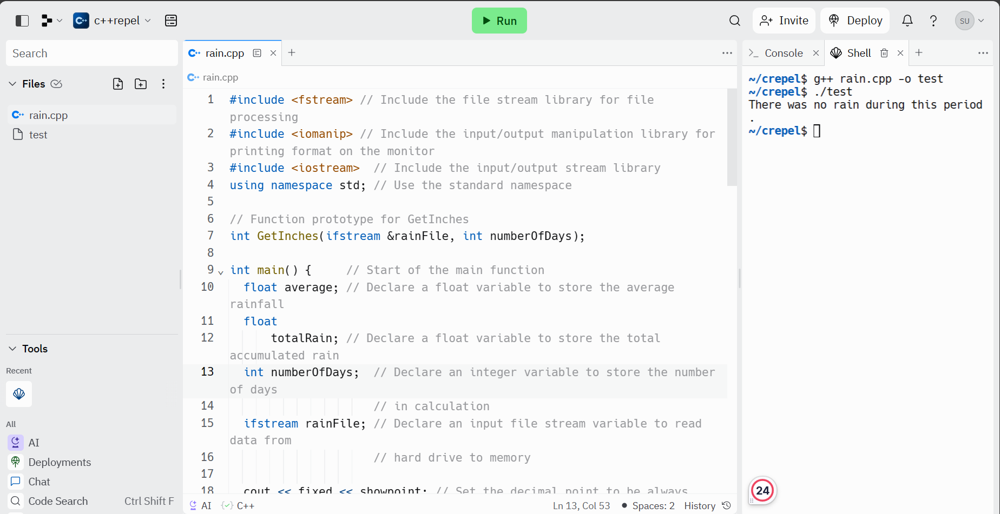 c++repel
Run
Invite
Deploy
SU
Search
Files
rain.cpp
test
Tools
Recent
All
AI
Deployments
Chat
Code Search Ctrl Shift F
rain.cpp
rain.cpp
1 #include <fstream> // Include the file stream library for file
processing
2 #include <iomanip> // Include the input/output manipulation library for
printing format on the monitor
3 #include <iostream>  // Include the input/output stream library
4 using namespace std; // Use the standard namespace
5
6 // Function prototype for GetInches
7 int GetInches(ifstream &rainFile, int numberOfDays);
8
9 int main() {     // Start of the main function
10   float average; // Declare a float variable to store the average
rainfall
11   float
12       totalRain; // Declare a float variable to store the total
accumulated rain
13   int numberOfDays;  // Declare an integer variable to store the number
of days
14                      // in calculation
15   ifstream rainFile; // Declare an input file stream variable to read
data from
16                      // hard drive to memory
17
18   cout << fixed << showpoint; // Set the decimal point to be always
AI C++ Ln 13, Col 53 Spaces: 2 History
Console Shell
~/crepel$ g++ rain.cpp -o test
~/crepel$ ./test
There was no rain during this period
.
~/crepel$
24